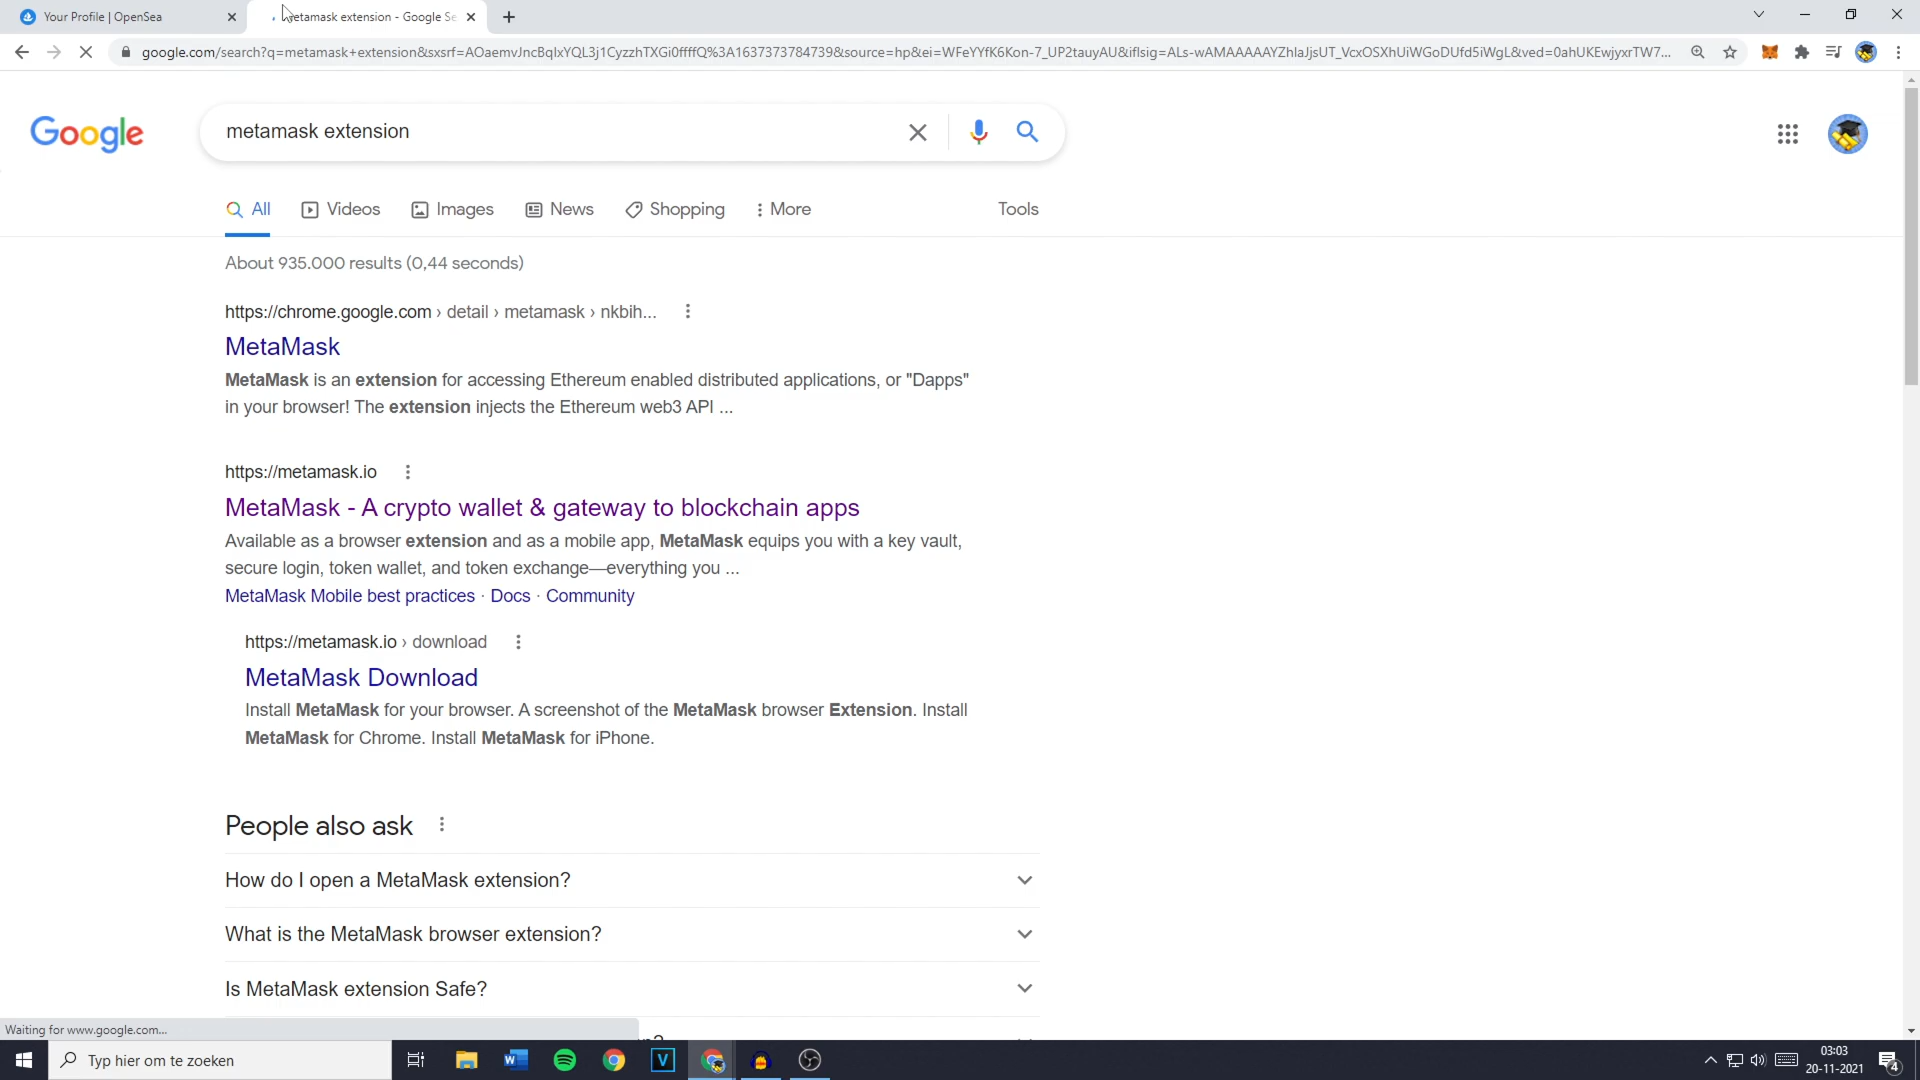 Your Profile | OpenSea
metamask extension - Google Se
google.com/search?q=metamask+extension&sxsrf=AOaemvJncBqIxYQL3j1CyzzhTXGi0ffffQ%3A1637373784739&source=hp&ei=WFeYYfK6Kon-7_UP2tauyAU&iflsig=ALs-wAMAAAAAYZhlaJjsUT_VcxOSXhUiWGoDUfd5iWgL&ved=0ahUKEwjyxrTW7...
Google
metamask extension
All Videos Images News Shopping More Tools
About 935.000 results (0,44 seconds)
https://chrome.google.com › detail › metamask › nkbih...
MetaMask
MetaMask is an extension for accessing Ethereum enabled distributed applications, or "Dapps"
in your browser! The extension injects the Ethereum web3 API ...
https://metamask.io
MetaMask - A crypto wallet & gateway to blockchain apps
Available as a browser extension and as a mobile app, MetaMask equips you with a key vault,
secure login, token wallet, and token exchange—everything you ...
MetaMask Mobile best practices · Docs · Community
https://metamask.io › download
MetaMask Download
Install MetaMask for your browser. A screenshot of the MetaMask browser Extension. Install
MetaMask for Chrome. Install MetaMask for iPhone.
People also ask
How do I open a MetaMask extension?
What is the MetaMask browser extension?
Is MetaMask extension Safe?
Waiting for www.google.com...
Typ hier om te zoeken
03:03
20-11-2021
4